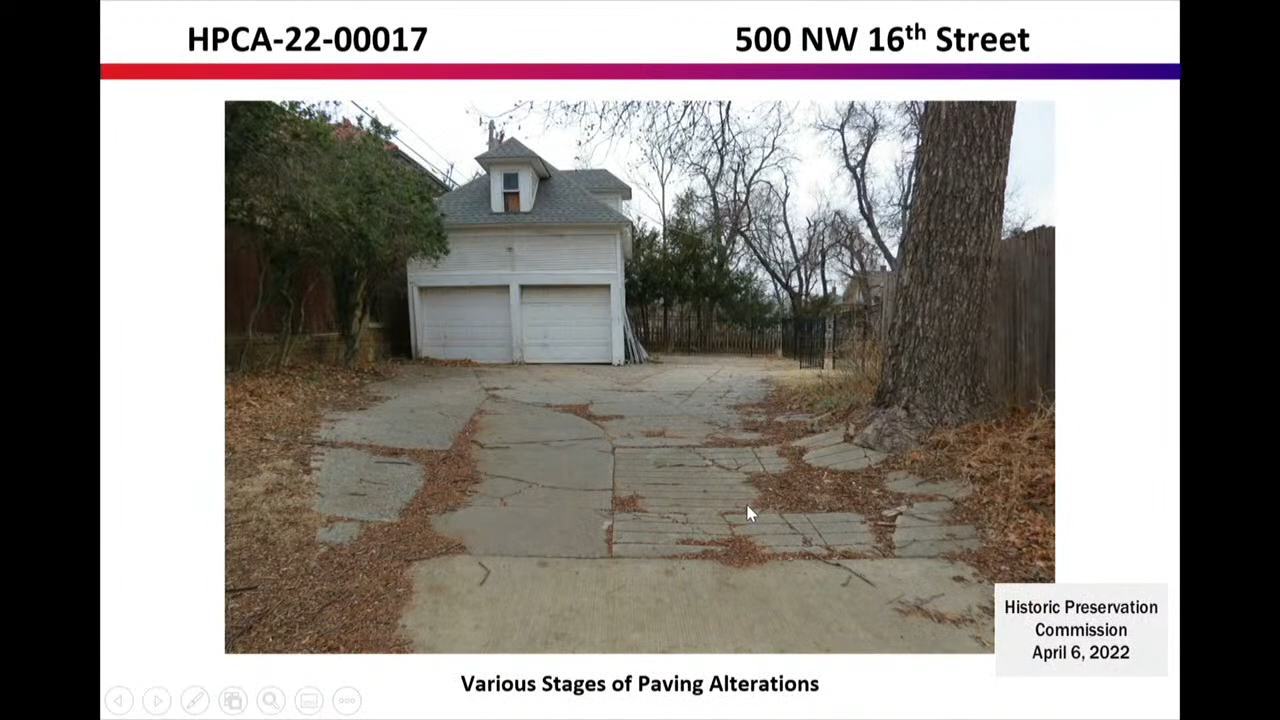 HPCA-22-00017
500 NW 16th Street
Historic Preservation
Commission
April 6, 2022
Various Stages of Paving Alterations